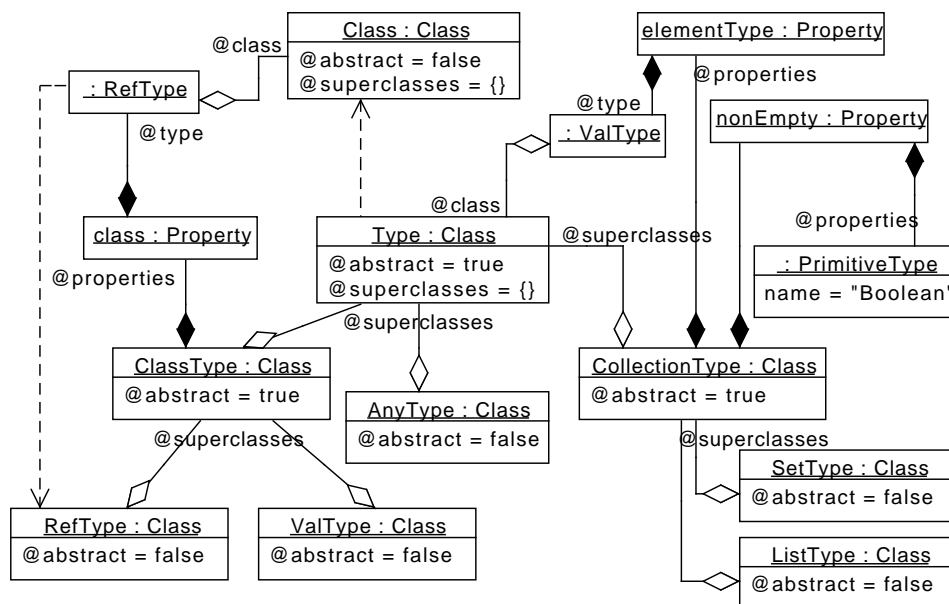 Class : Class
@abstract = false
@superclasses = {}
@class
elementType : Property
@properties
: RefType
@type
@type
: ValType
nonEmpty : Property
@class
class : Property
@properties
Type : Class
@abstract = true
@superclasses = {}
@superclasses
@properties
: PrimitiveType
name = "Boolean"
@superclasses
ClassType : Class
@abstract = true
AnyType : Class
@abstract = false
CollectionType : Class
@abstract = true
@superclasses
@superclasses
SetType : Class
@abstract = false
RefType : Class
@abstract = false
ValType : Class
@abstract = false
ListType : Class
@abstract = false